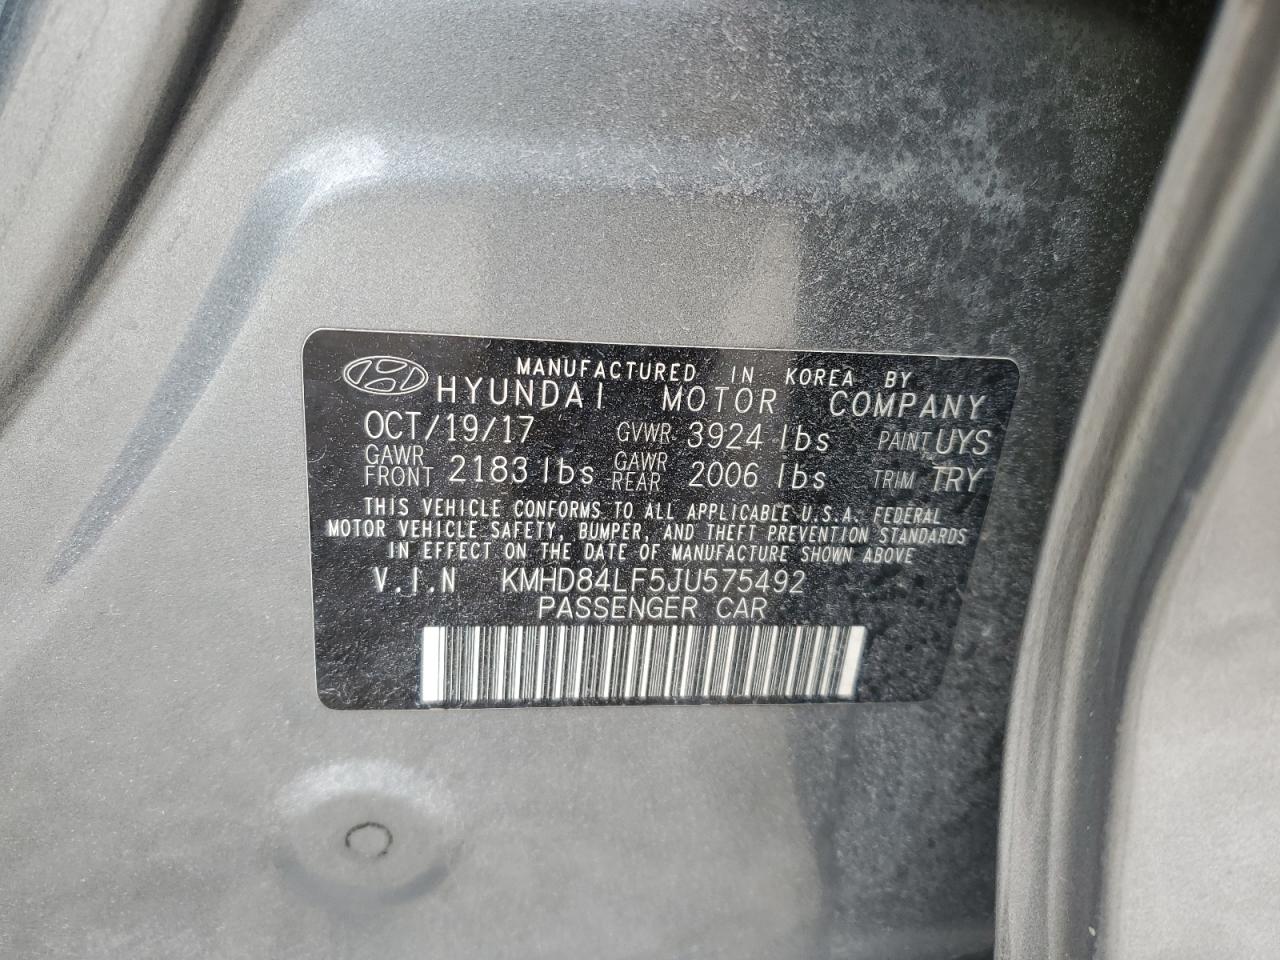 MANUFACTURED IN KOREA BY
HYUNDAI MOTOR COMPANY
OCT/19/17 GVWR 3924 lbs PAINT UYS
GAWR FRONT 2183 lbs GAWR REAR 2006 lbs TRIM TRY
THIS VEHICLE CONFORMS TO ALL APPLICABLE U.S.A. FEDERAL
MOTOR VEHICLE SAFETY, BUMPER, AND THEFT PREVENTION STANDARDS
IN EFFECT ON THE DATE OF MANUFACTURE SHOWN ABOVE
V.I.N KMHD84LF5JU575492
PASSENGER CAR